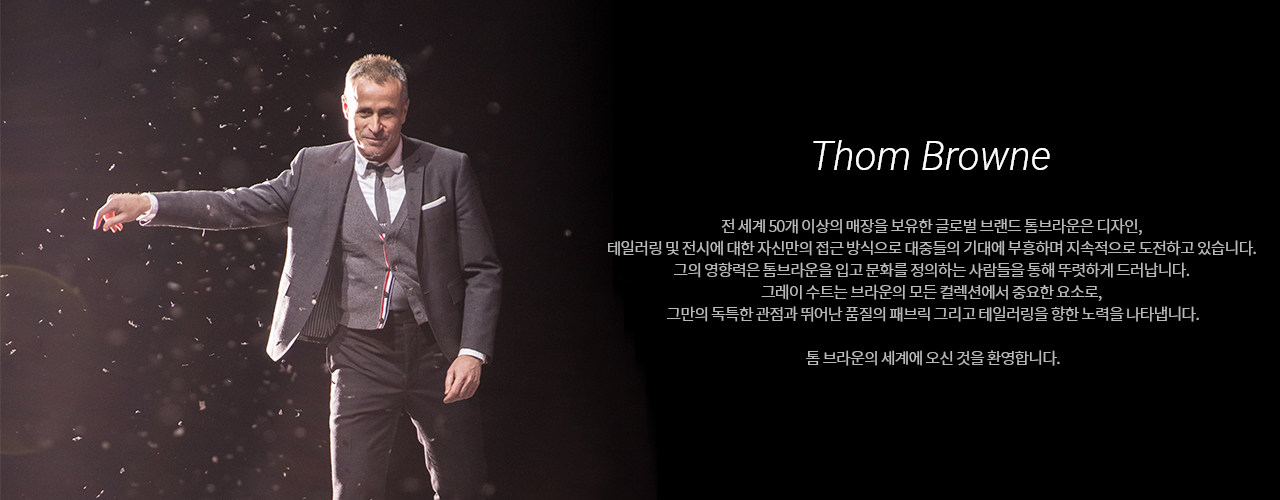 Thom Browne
전 세계 50개 이상의 매장을 보유한 글로벌 브랜드 톰브라운은 디자인,
테일러링 및 전시에 대한 자신만의 접근 방식으로 대중들의 기대에 부흥하며 지속적으로 도전하고 있습니다.
그의 영향력은 톰브라운을 입고 문화를 정의하는 사람들을 통해 뚜렷하게 드러납니다.
그레이 수트는 브라운의 모든 컬렉션에서 중요한 요소로,
그만의 독특한 관점과 뛰어난 품질의 패브릭 그리고 테일러링을 향한 노력을 나타냅니다.
톰 브라운의 세계에 오신 것을 환영합니다.